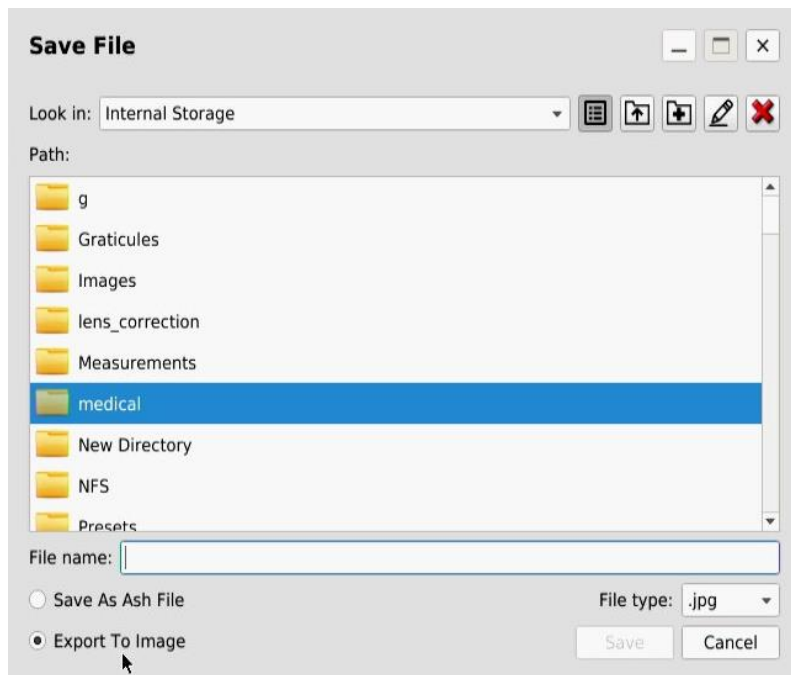 Save File
Look in: Internal Storage
Path:
g
Graticules
Images
lens_correction
Measurements
medical
New Directory
NFS
Presets
File name:
Save As Ash File
File type: .jpg
Export To Image
Save
Cancel